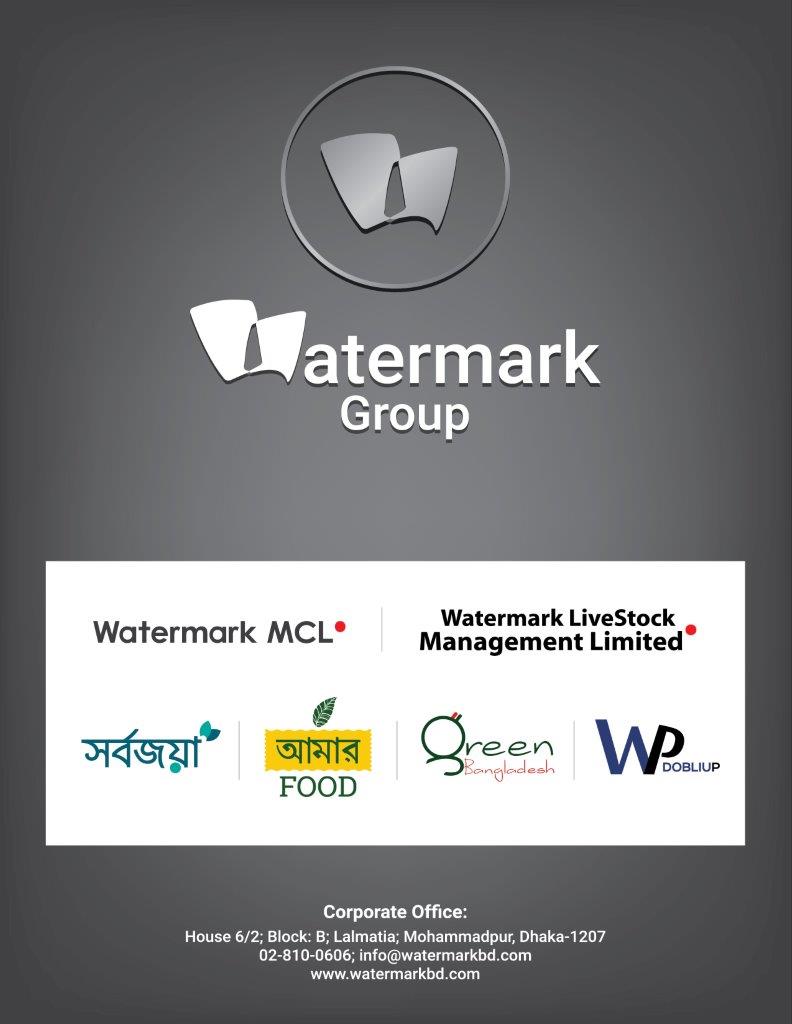 Watermark
Group
Watermark MCL
Watermark LiveStock
Management Limited
সর্বজয়া
আমার
FOOD
green
Bangladesh
WP
DOBLIUP
Corporate Office:
House 6/2; Block: B; Lalmatia; Mohammadpur, Dhaka-1207
02-810-0606; info@watermarkbd.com
www.watermarkbd.com